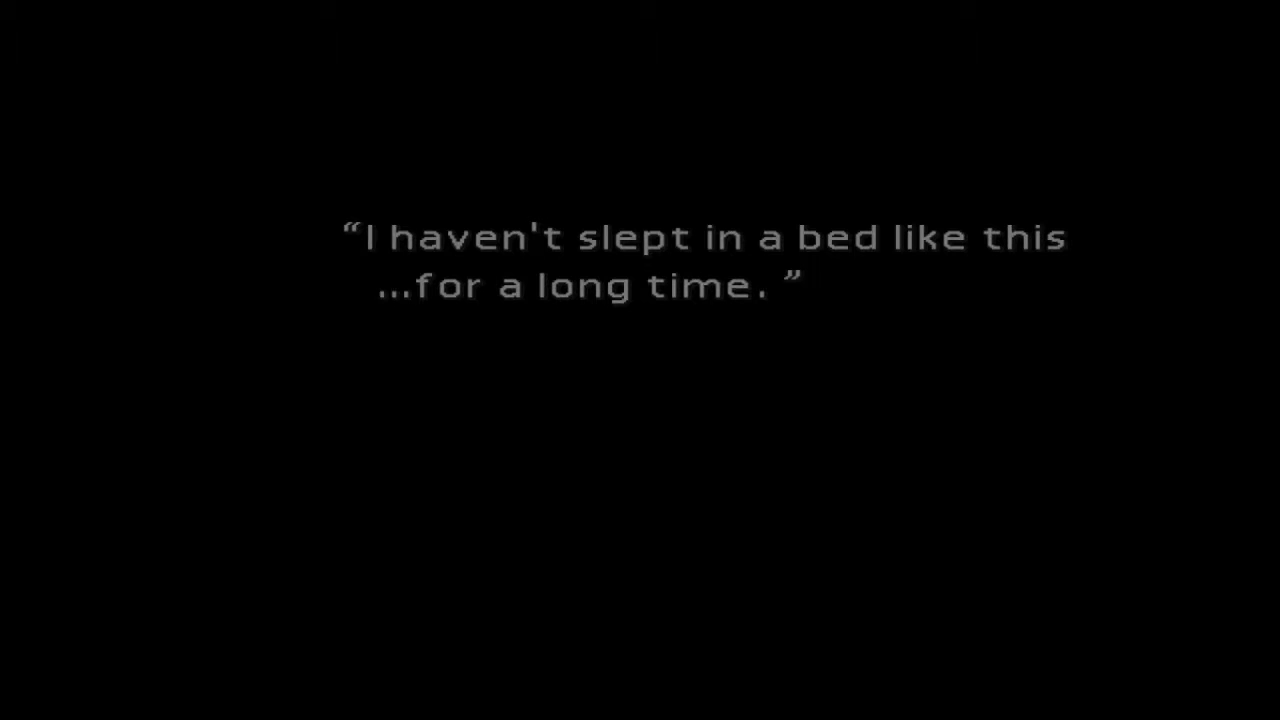 “I haven't slept in a bed like this
...for a long time. ”